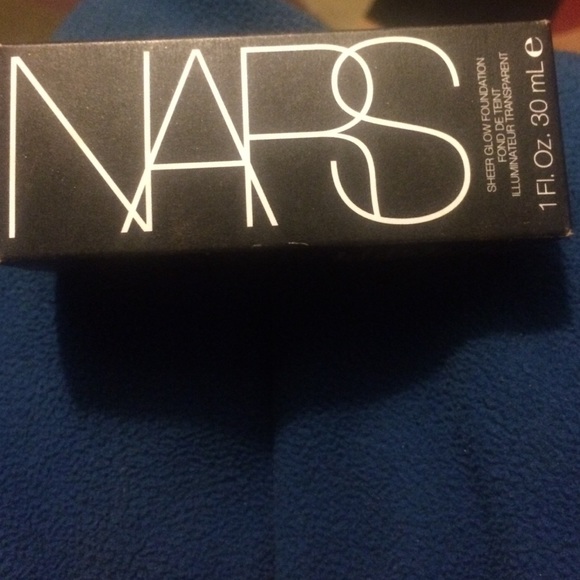 NARS
SHEER GLOW FOUNDATION
FOND DE TEINT
ILLUMINATEUR TRANSPARENT
1 Fl. Oz. 30 mL ℮